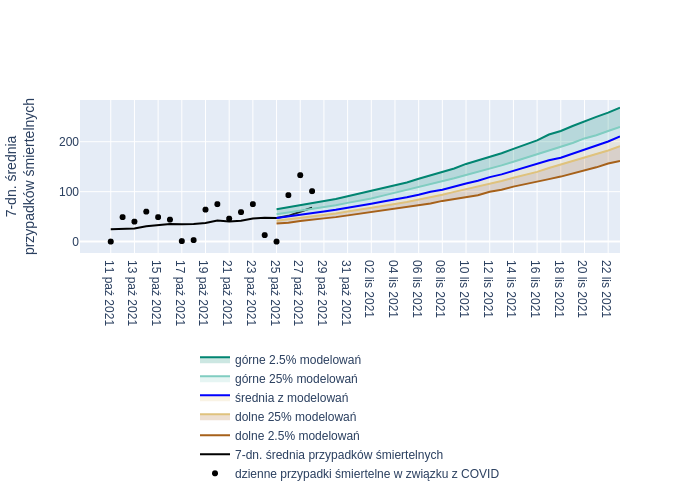 7-dn. średnia
przypadków śmiertelnych
200
100
0
11 paź 2021
13 paź 2021
15 paź 2021
17 paź 2021
19 paź 2021
21 paź 2021
23 paź 2021
25 paź 2021
27 paź 2021
29 paź 2021
31 paź 2021
02 lis 2021
04 lis 2021
06 lis 2021
08 lis 2021
10 lis 2021
12 lis 2021
14 lis 2021
16 lis 2021
18 lis 2021
20 lis 2021
22 lis 2021
górne 2.5% modelowań
górne 25% modelowań
średnia z modelowań
dolne 25% modelowań
dolne 2.5% modelowań
7-dn. średnia przypadków śmiertelnych
dzienne przypadki śmiertelne w związku z COVID